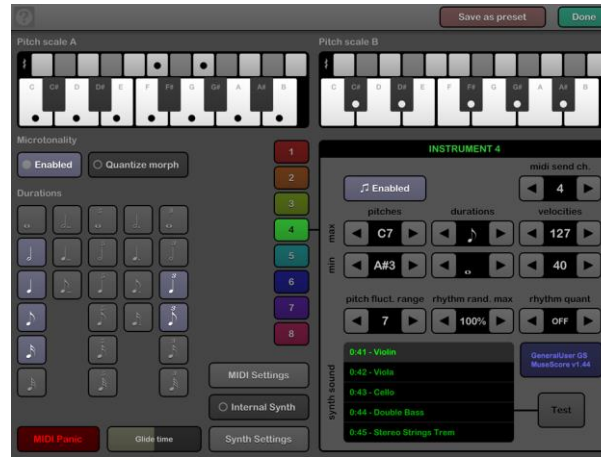 ?
Save as preset
Done
Pitch scale A
Pitch scale B
C C# D D# E F F# G G# A A# B
C C# D D# E F F# G G# A A# B
Microtonality
Enabled
Quantize morph
Durations
1
2
3
4
5
6
7
8
INSTRUMENT 4
midi send ch.
Enabled
4
pitches
durations
velocities
max
C7
127
min
A#3
40
pitch fluct. range
rhythm rand. max
rhythm quant
7
100%
OFF
synth sound
0:41 - Violin
0:42 - Viola
0:43 - Cello
0:44 - Double Bass
0:45 - Stereo Strings Trem
GeneralUser GS
MuseScore v1.44
Test
MIDI Settings
Internal Synth
MIDI Panic
Glide time
Synth Settings